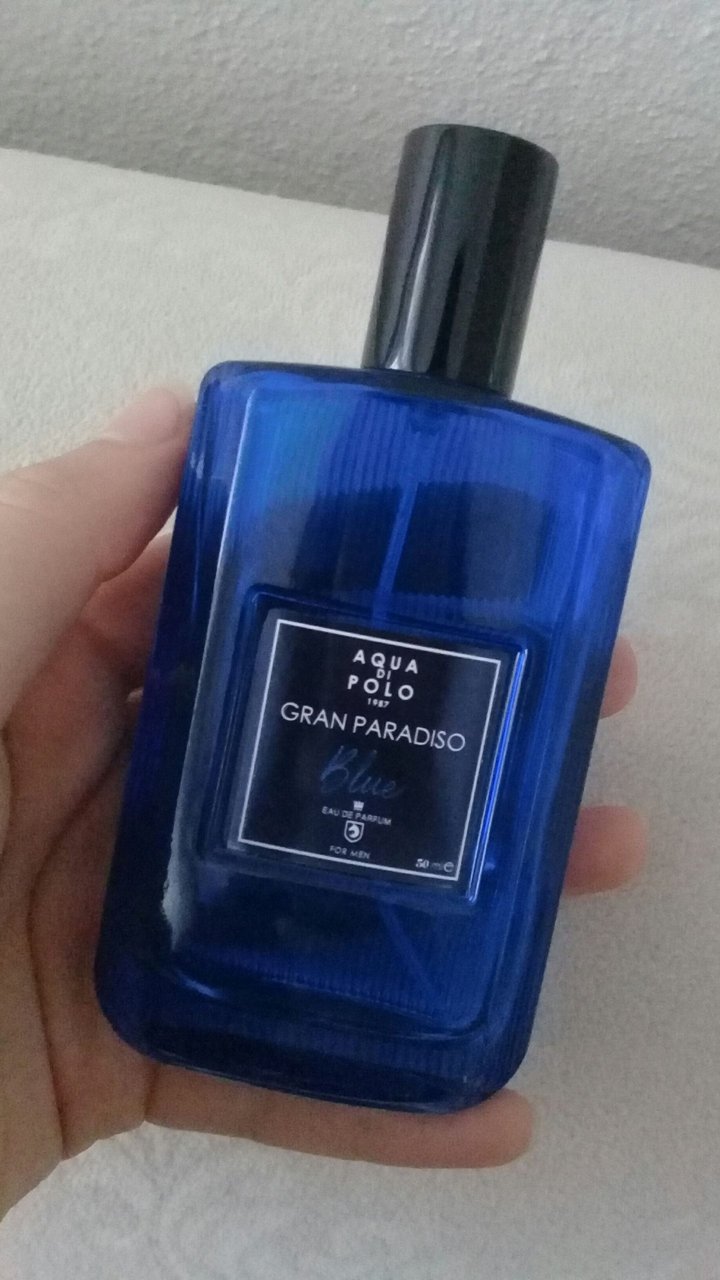 AQUA
DI
POLO
1987
GRAN PARADISO
Blue
EAU DE PARFUM
FOR MEN
50 ml e